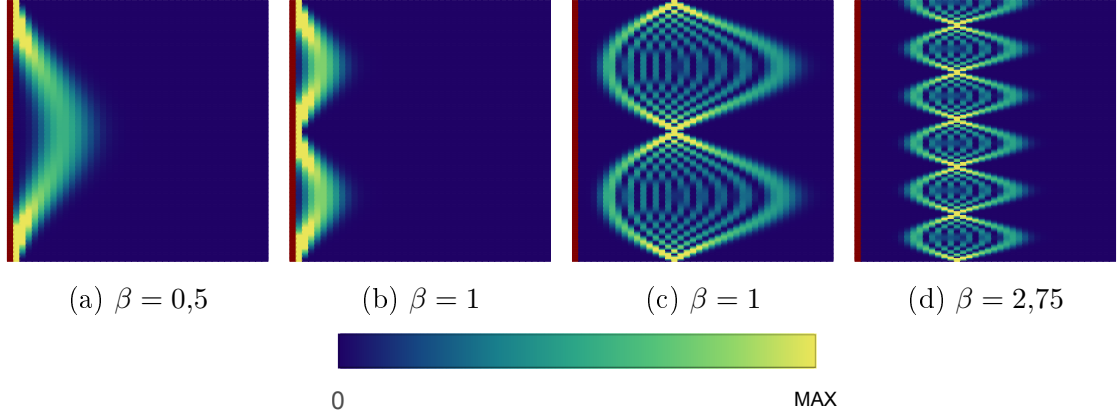 (a) β = 0,5 (b) β = 1 (c) β = 1 (d) β = 2,75
0 MAX